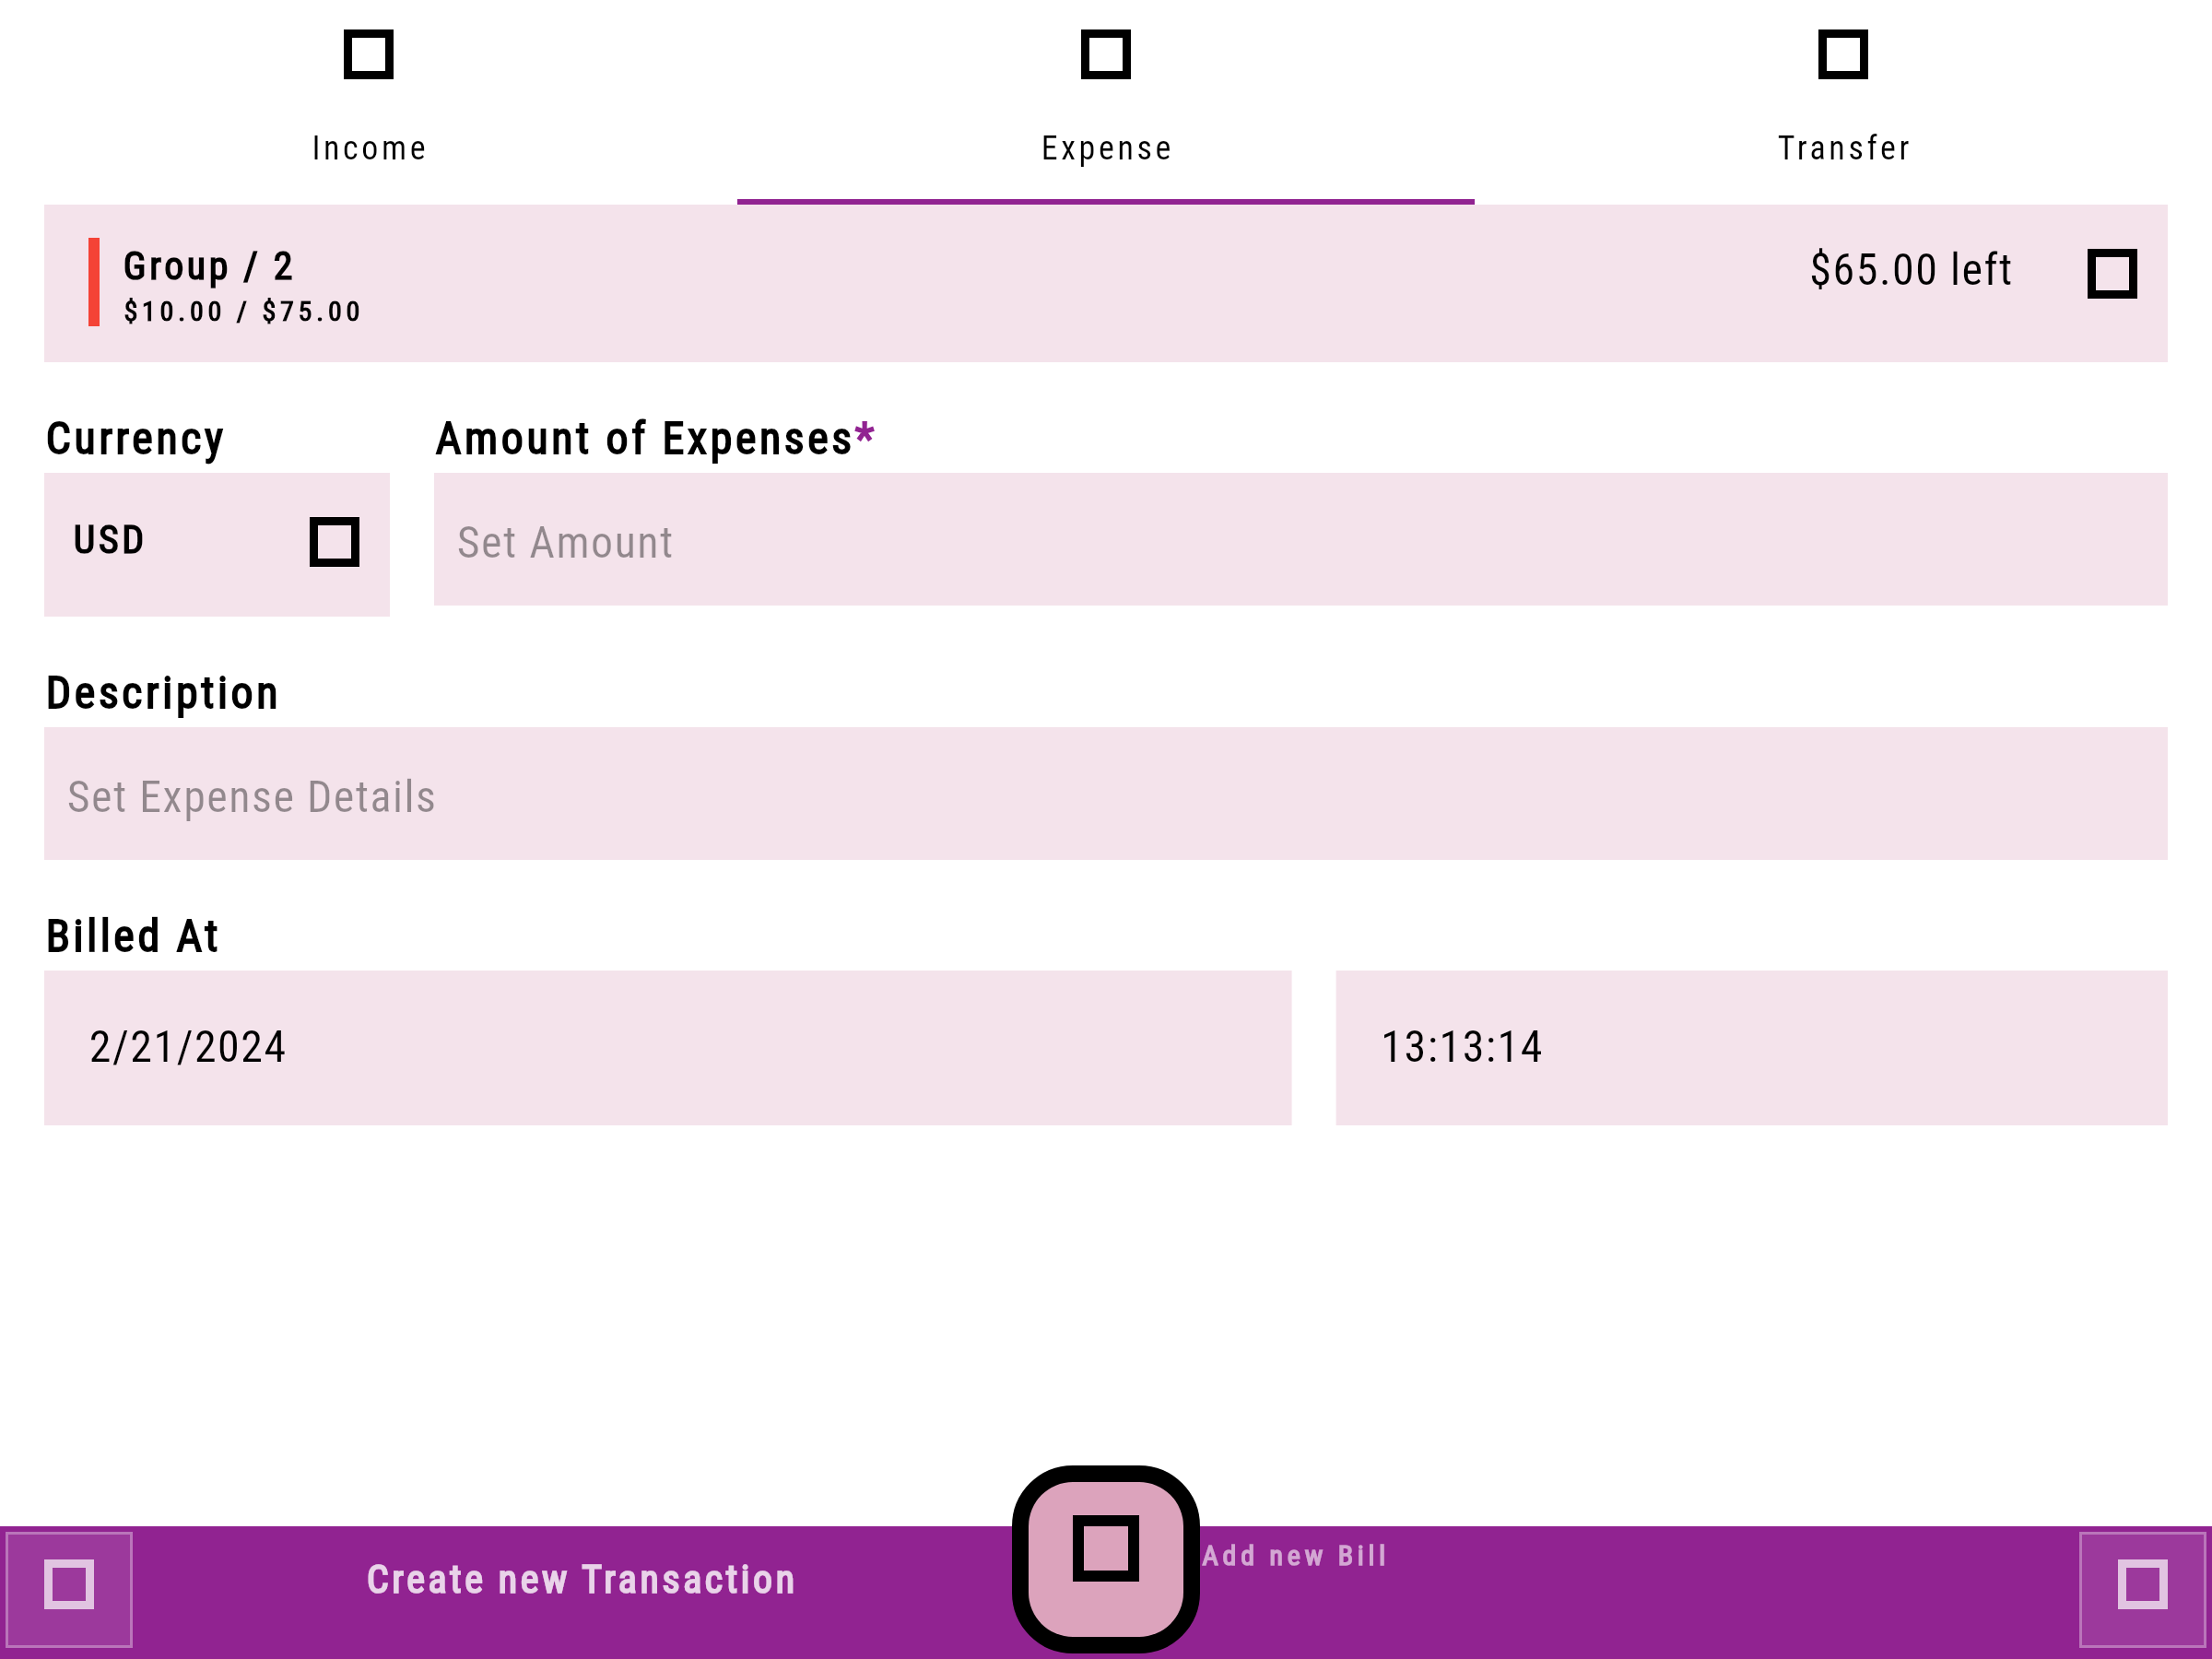 Income
Expense
Transfer
Group / 2
$10.00 / $75.00
$65.00 left
Currency
Amount of Expenses*
USD
Set Amount
Description
Set Expense Details
Billed At
2/21/2024
13:13:14
Create new Transaction
Add new Bill